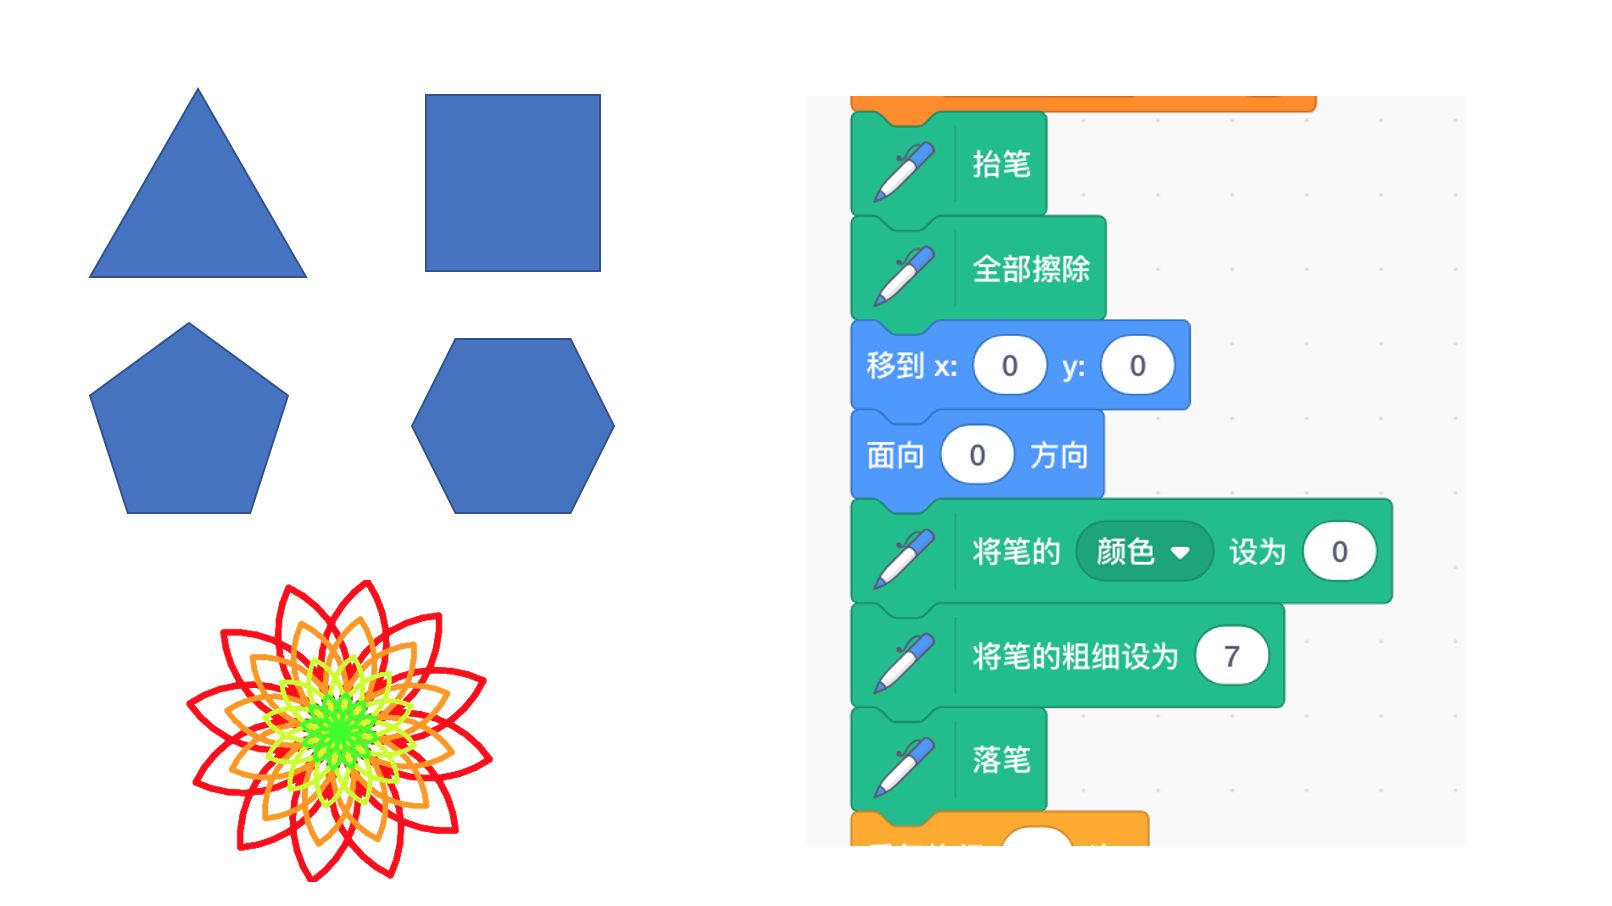 抬笔
全部擦除
移到 x: 0 y: 0
面向 0 方向
将笔的 颜色 设为 0
将笔的粗细设为 7
落笔